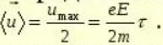 ⟨u⃗⟩ = u_max / 2 = eE / 2m τ .